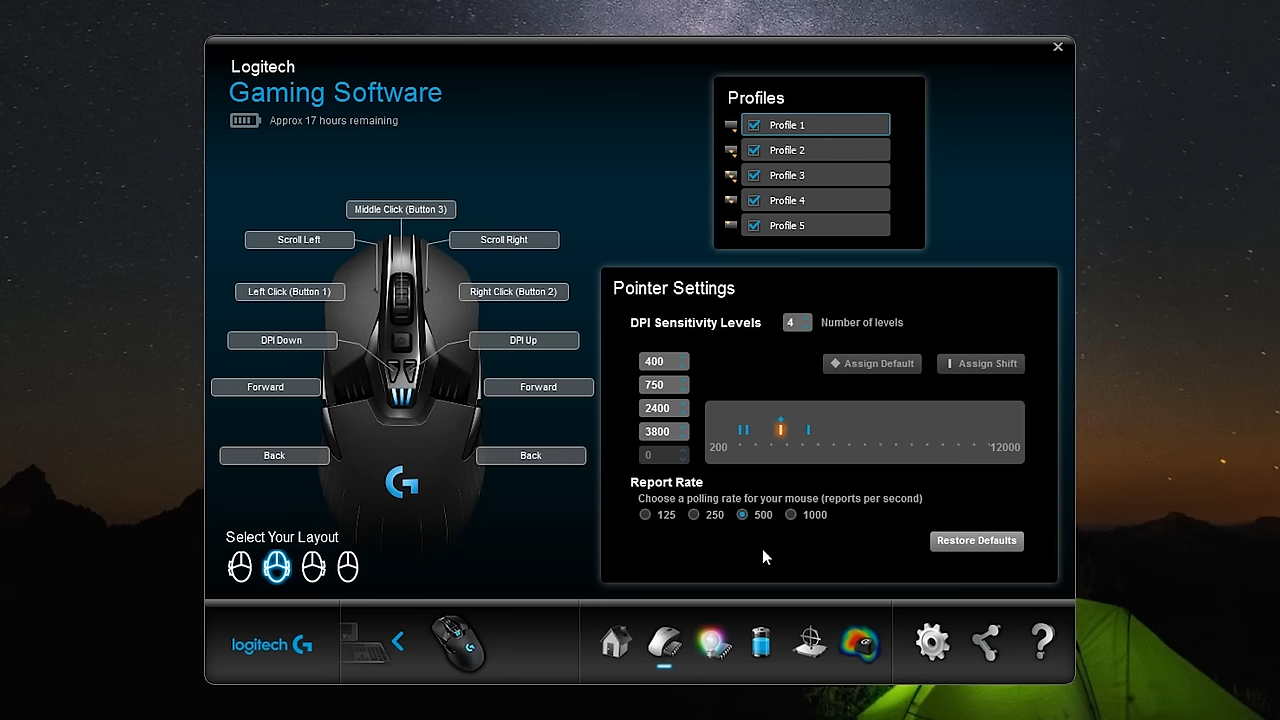 Logitech
Gaming Software
Approx 17 hours remaining
Profiles
Profile 1
Profile 2
Profile 3
Profile 4
Profile 5
Middle Click (Button 3)
Scroll Left
Scroll Right
Left Click (Button 1)
Right Click (Button 2)
DPI Down
DPI Up
Forward
Forward
Back
Back
Select Your Layout
Pointer Settings
DPI Sensitivity Levels
4
Number of levels
400
750
2400
3800
0
Assign Default
Assign Shift
200
12000
Report Rate
Choose a polling rate for your mouse (reports per second)
125 250 500 1000
Restore Defaults
logitech G